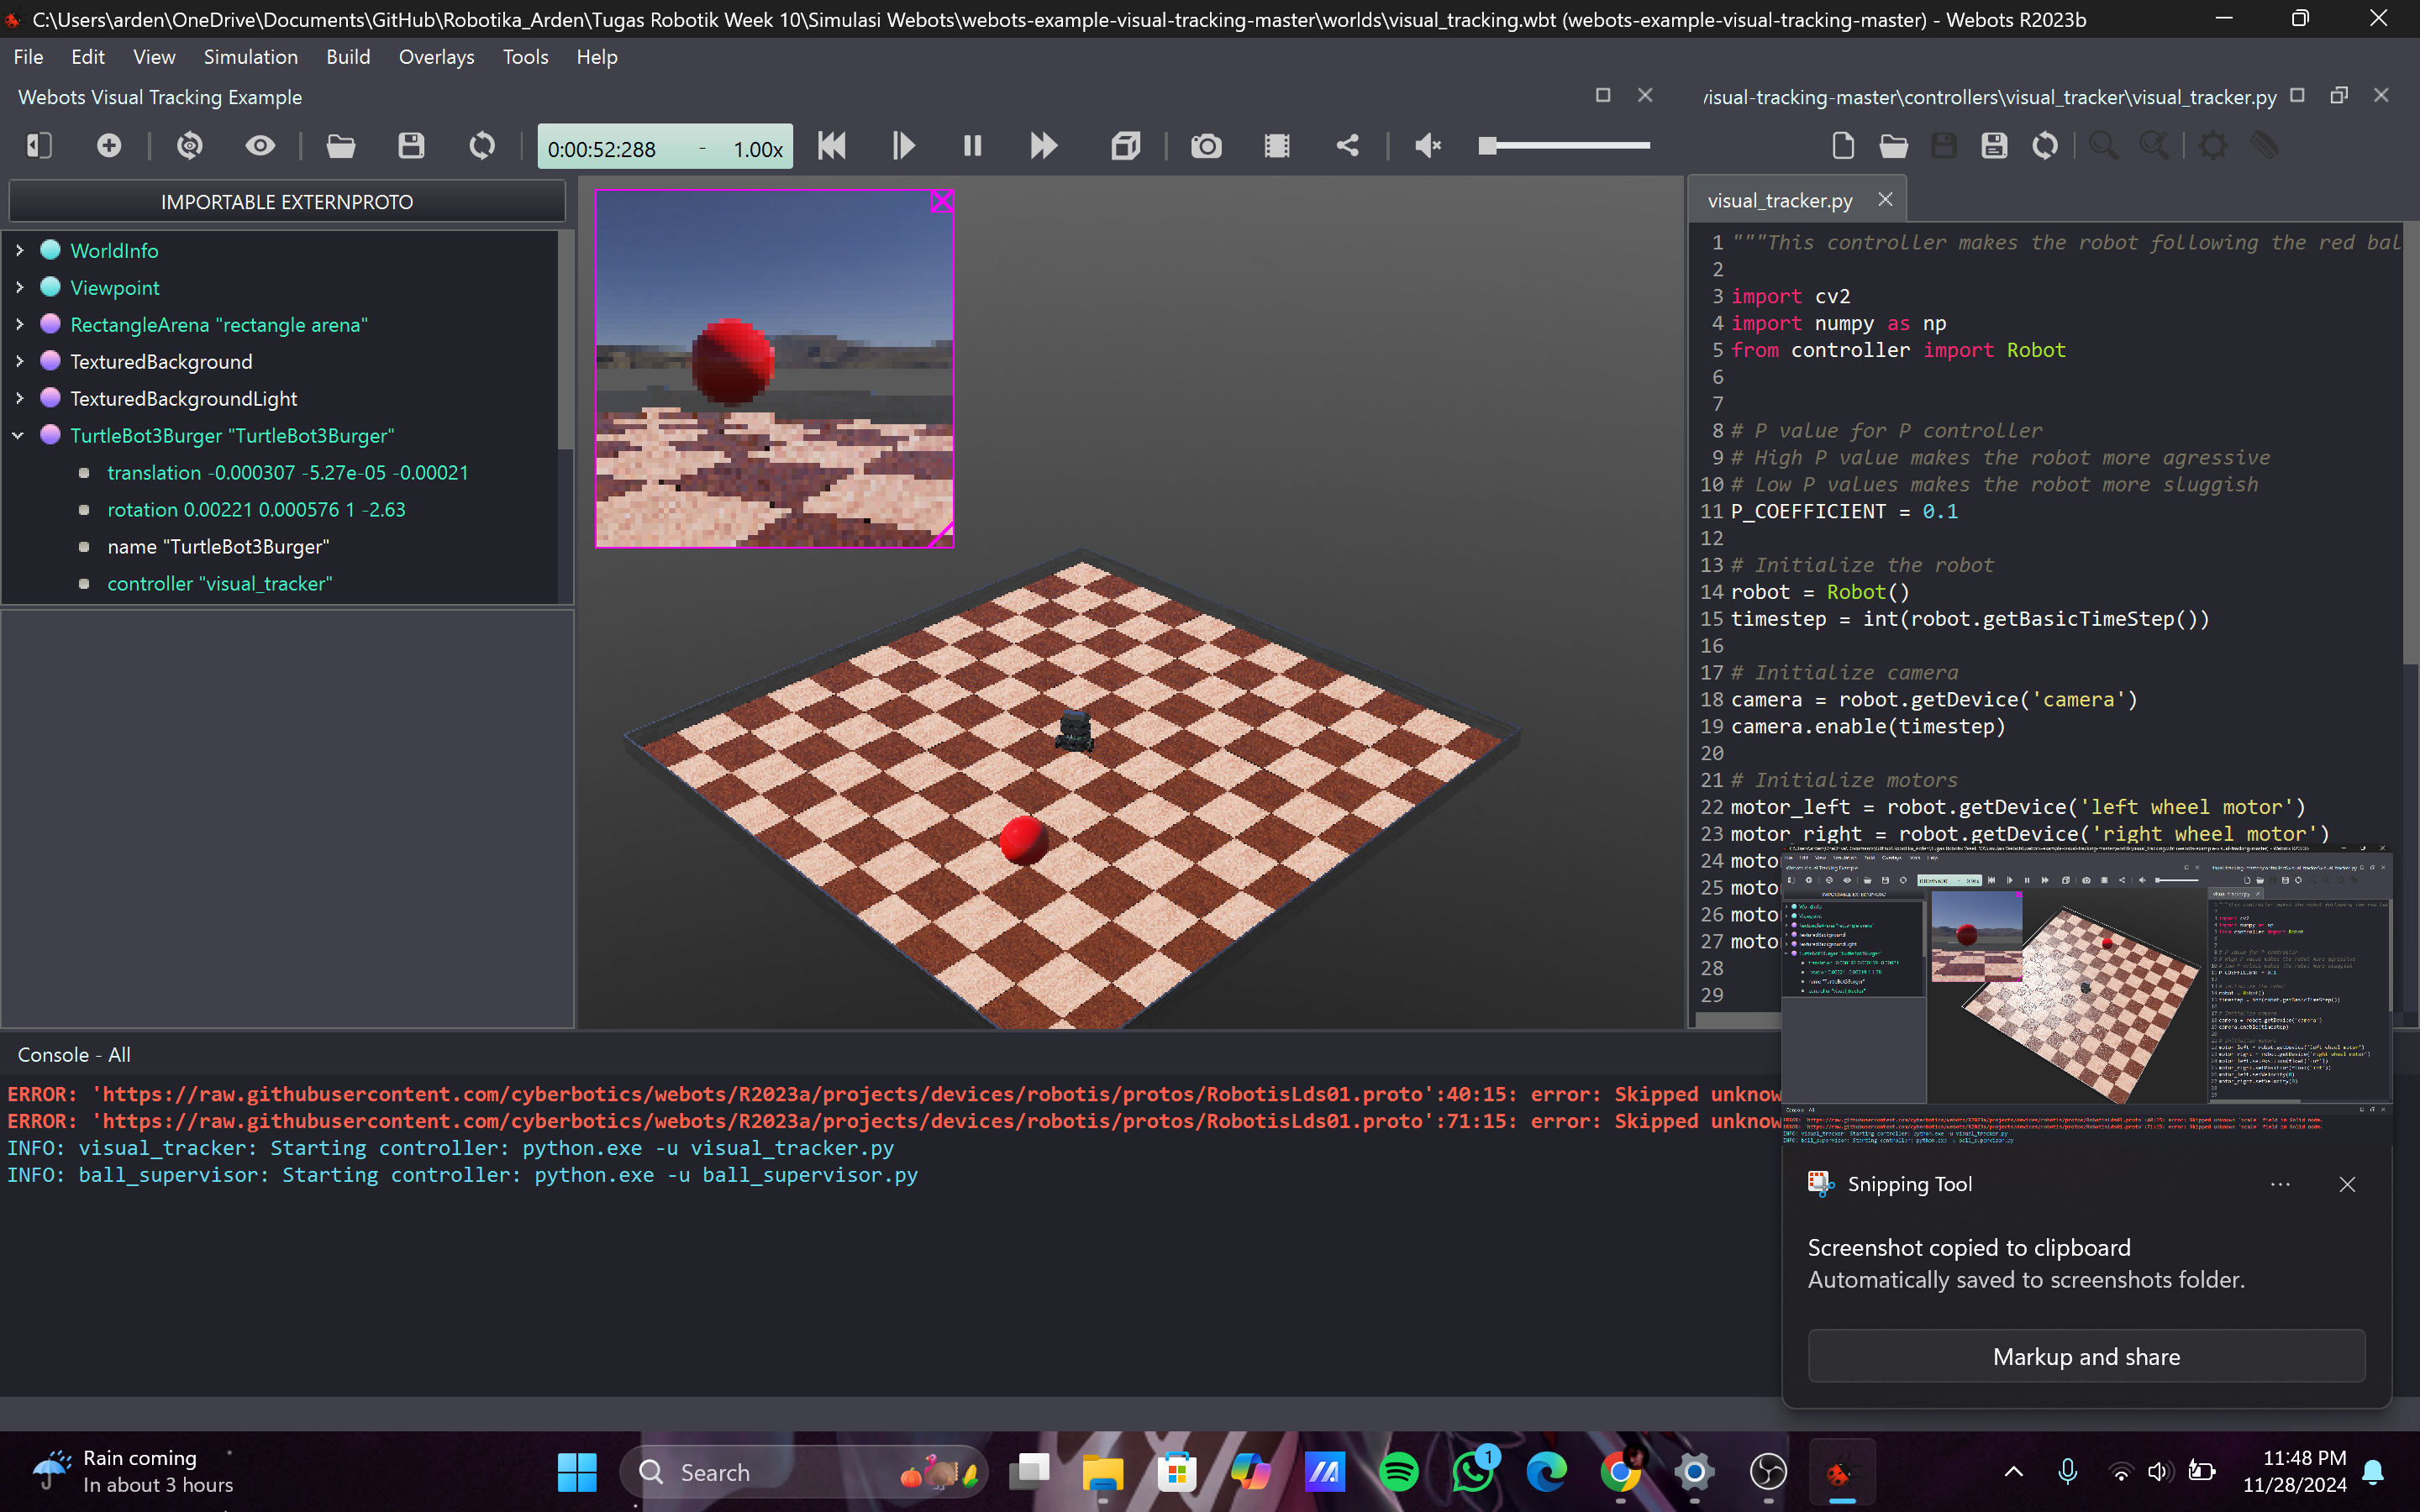 C:\Users\arden\OneDrive\Documents\GitHub\Robotika_Arden\Tugas Robotik Week 10\Simulasi Webots\webots-example-visual-tracking-master\worlds\visual_tracking.wbt (webots-example-visual-tracking-master) - Webots R2023b
File Edit View Simulation Build Overlays Tools Help
Webots Visual Tracking Example
visual-tracking-master\controllers\visual_tracker\visual_tracker.py
0:00:52:288 - 1.00x
IMPORTABLE EXTERNPROTO
WorldInfo
Viewpoint
RectangleArena "rectangle arena"
TexturedBackground
TexturedBackgroundLight
TurtleBot3Burger "TurtleBot3Burger"
translation -0.000307 -5.27e-05 -0.00021
rotation 0.00221 0.000576 1 -2.63
name "TurtleBot3Burger"
controller "visual_tracker"
visual_tracker.py
1 """This controller makes the robot following the red bal
2
3 import cv2
4 import numpy as np
5 from controller import Robot
6
7
8 # P value for P controller
9 # High P value makes the robot more agressive
10 # Low P values makes the robot more sluggish
11 P_COEFFICIENT = 0.1
12
13 # Initialize the robot
14 robot = Robot()
15 timestep = int(robot.getBasicTimeStep())
16
17 # Initialize camera
18 camera = robot.getDevice('camera')
19 camera.enable(timestep)
20
21 # Initialize motors
22 motor_left = robot.getDevice('left wheel motor')
23 motor_right = robot.getDevice('right wheel motor')
24 moto
25 moto
26 moto
27 moto
28
29
Console - All
ERROR: 'https://raw.githubusercontent.com/cyberbotics/webots/R2023a/projects/devices/robotis/protos/RobotisLds01.proto':40:15: error: Skipped unknow
ERROR: 'https://raw.githubusercontent.com/cyberbotics/webots/R2023a/projects/devices/robotis/protos/RobotisLds01.proto':71:15: error: Skipped unknow
INFO: visual_tracker: Starting controller: python.exe -u visual_tracker.py
INFO: ball_supervisor: Starting controller: python.exe -u ball_supervisor.py
Snipping Tool
Screenshot copied to clipboard
Automatically saved to screenshots folder.
Markup and share
Rain coming
In about 3 hours
Search
1
11:48 PM
11/28/2024